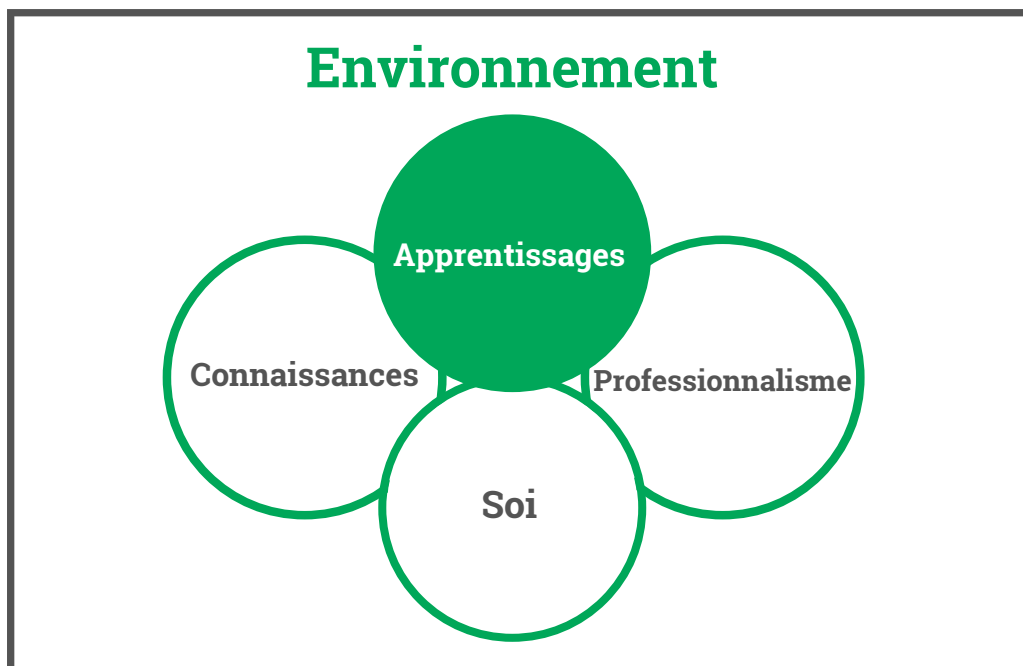 Environnement
Apprentissages
Connaissances
Professionnalisme
Soi